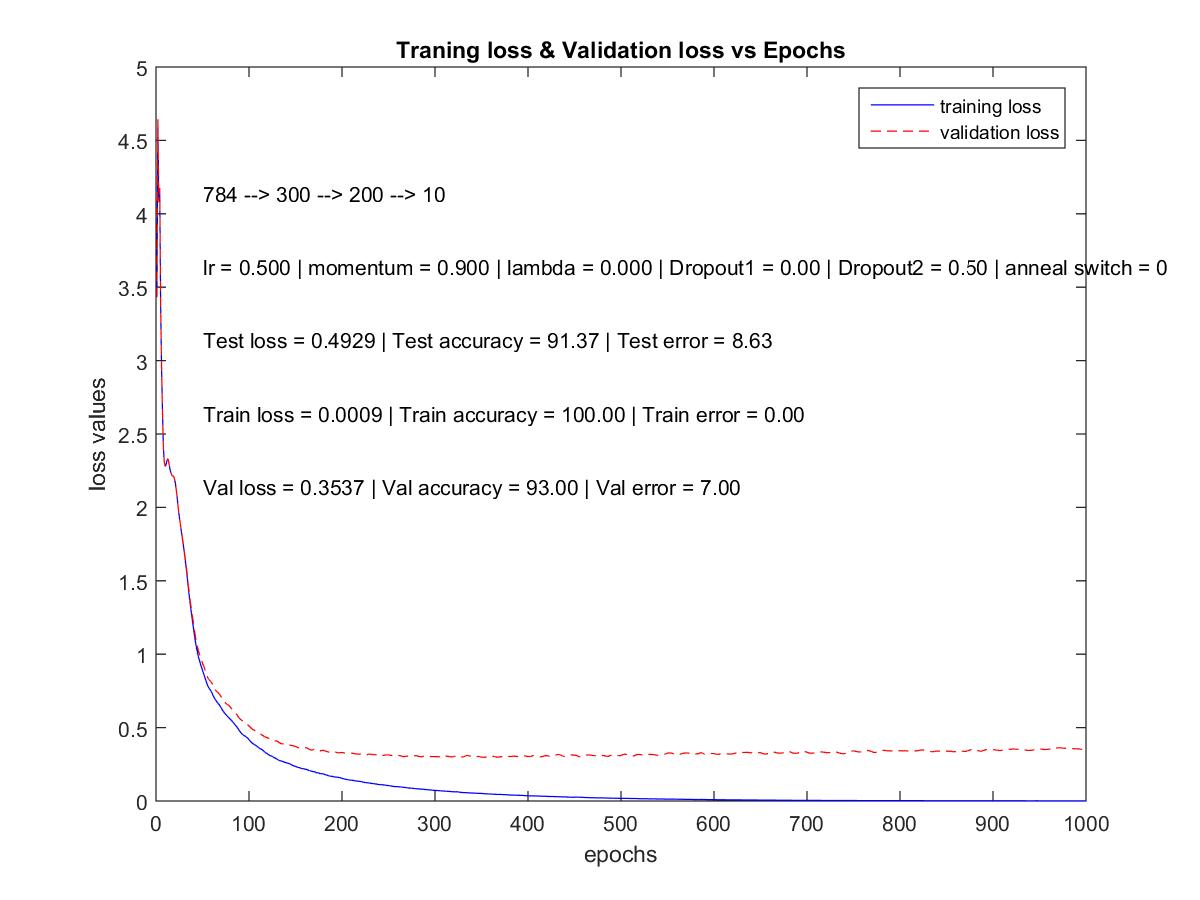 Traning loss & Validation loss vs Epochs
training loss
validation loss
784 --> 300 --> 200 --> 10
lr = 0.500 | momentum = 0.900 | lambda = 0.000 | Dropout1 = 0.00 | Dropout2 = 0.50 | anneal switch = 0
Test loss = 0.4929 | Test accuracy = 91.37 | Test error = 8.63
Train loss = 0.0009 | Train accuracy = 100.00 | Train error = 0.00
Val loss = 0.3537 | Val accuracy = 93.00 | Val error = 7.00
loss values
5
4.5
4
3.5
3
2.5
2
1.5
1
0.5
0
0 100 200 300 400 500 600 700 800 900 1000
epochs